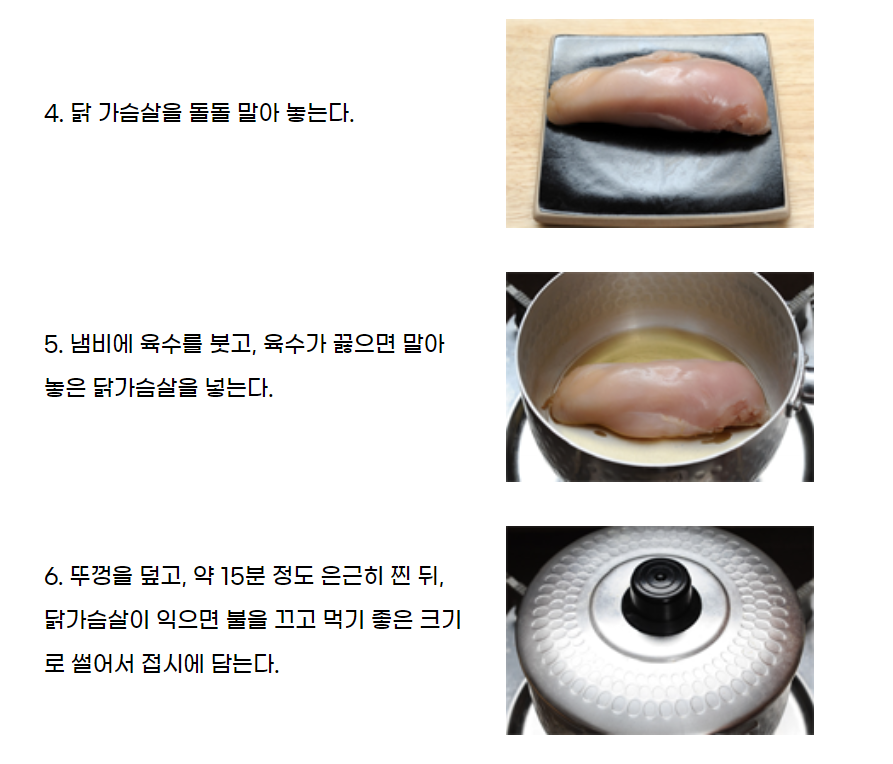 4. 닭 가슴살을 돌돌 말아 놓는다.
5. 냄비에 육수를 붓고, 육수가 끓으면 말아
놓은 닭가슴살을 넣는다.
6. 뚜껑을 덮고, 약 15분 정도 은근히 찐 뒤,
닭가슴살이 익으면 불을 끄고 먹기 좋은 크기
로 썰어서 접시에 담는다.